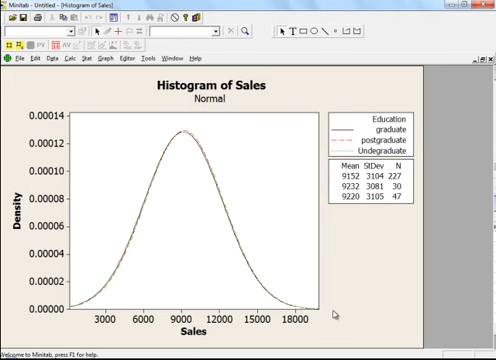 Minitab - Untitled - [Histogram of Sales]
File Edit Data Calc Stat Graph Editor Tools Window Help
Histogram of Sales
Normal
Density
0.00014
0.00012
0.00010
0.00008
0.00006
0.00004
0.00002
0.00000
3000 6000 9000 12000 15000 18000
Sales
Education
graduate
postgraduate
Undegraduate
Mean StDev N
9152 3104 227
9232 3081 30
9220 3105 47
Welcome to Minitab, press F1 for help.